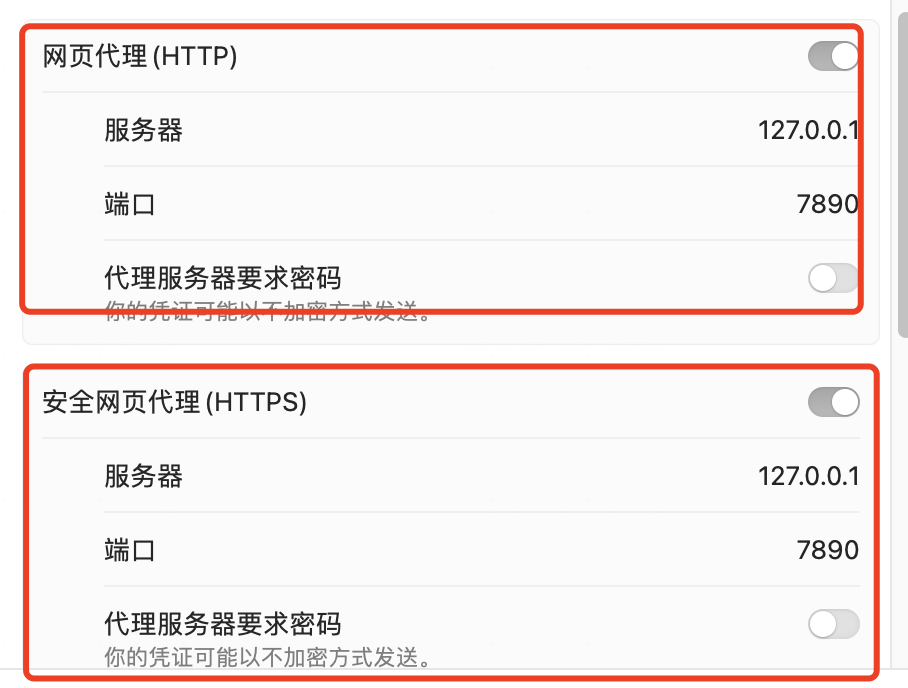 网页代理(HTTP)
服务器 127.0.0.1
端口 7890
代理服务器要求密码
你的凭证可能以不加密方式发送。
安全网页代理(HTTPS)
服务器 127.0.0.1
端口 7890
代理服务器要求密码
你的凭证可能以不加密方式发送。